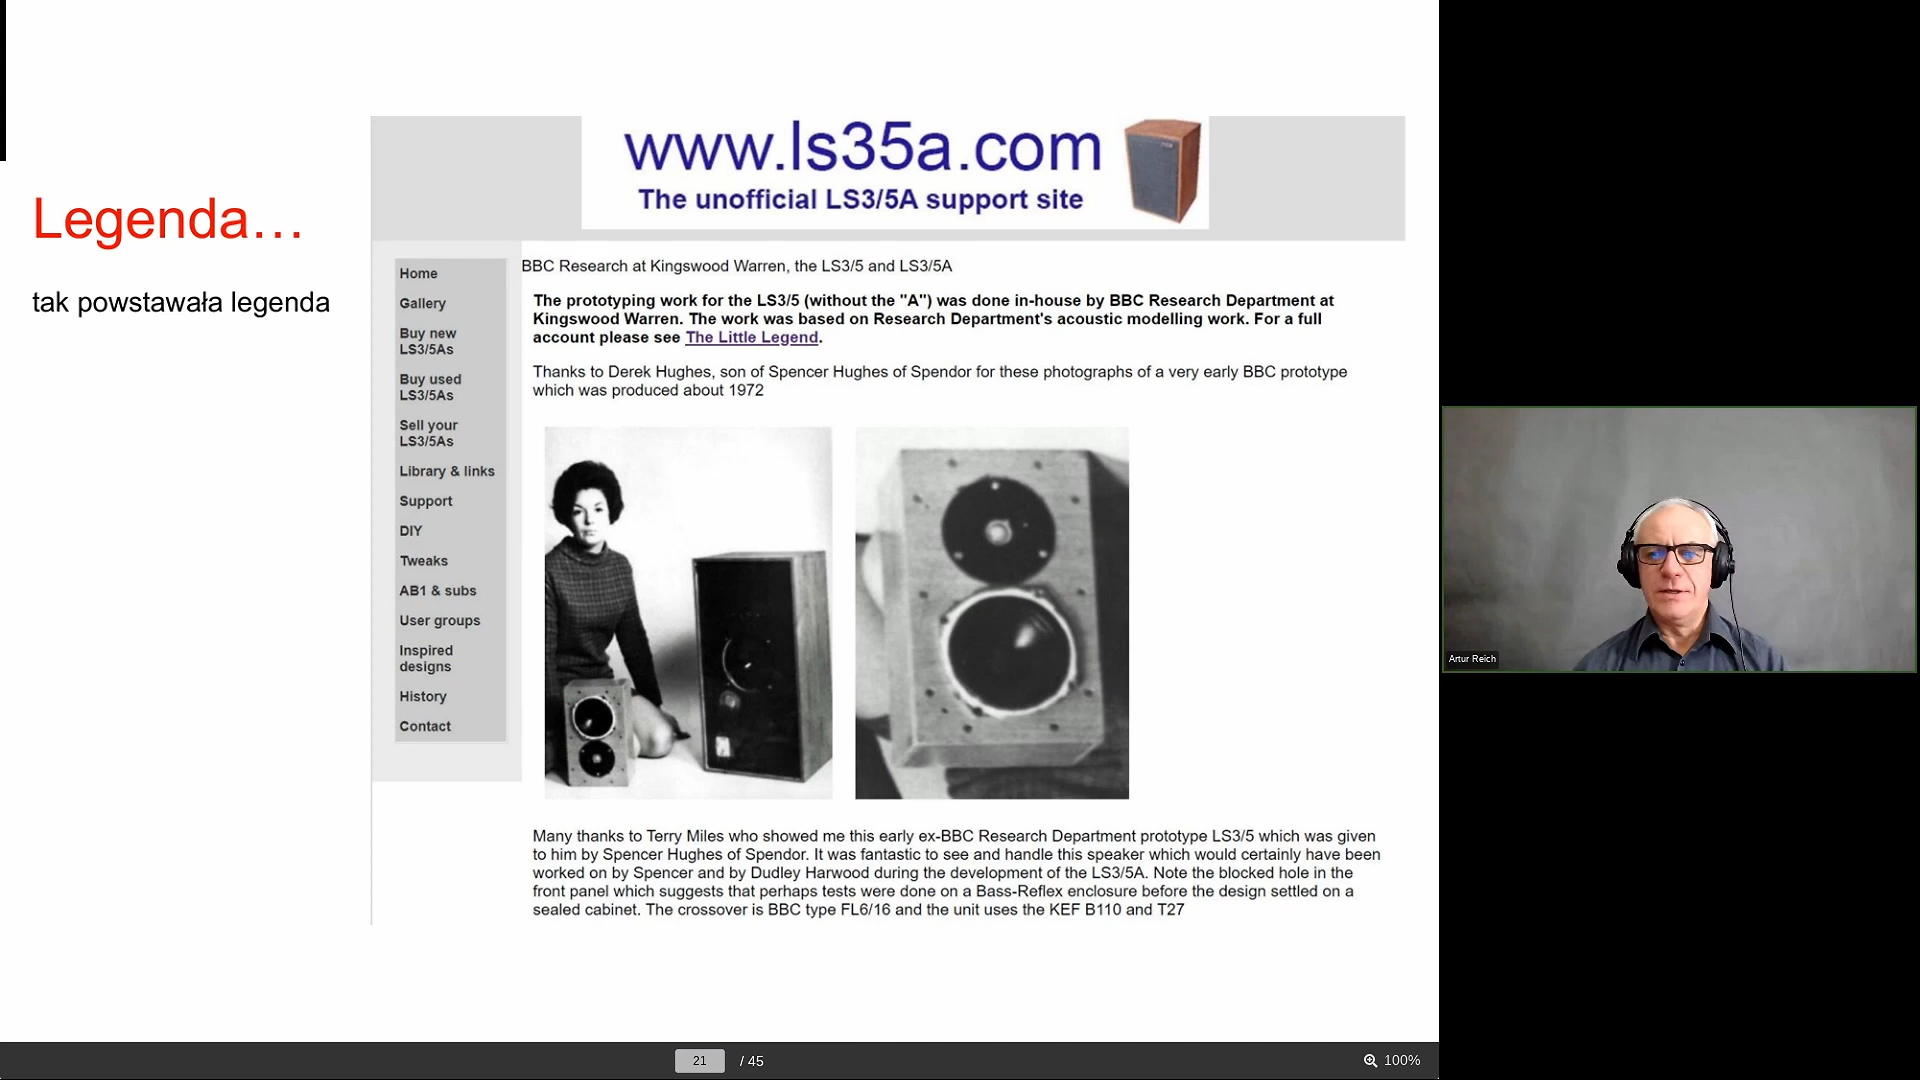 Legenda…
tak powstawała legenda
www.ls35a.com
The unofficial LS3/5A support site
Home
Gallery
Buy new
LS3/5As
Buy used
LS3/5As
Sell your
LS3/5As
Library & links
Support
DIY
Tweaks
AB1 & subs
User groups
Inspired
designs
History
Contact
BBC Research at Kingswood Warren, the LS3/5 and LS3/5A
The prototyping work for the LS3/5 (without the "A") was done in-house by BBC Research Department at
Kingswood Warren. The work was based on Research Department's acoustic modelling work. For a full
account please see The Little Legend.
Thanks to Derek Hughes, son of Spencer Hughes of Spendor for these photographs of a very early BBC prototype
which was produced about 1972
Many thanks to Terry Miles who showed me this early ex-BBC Research Department prototype LS3/5 which was given
to him by Spencer Hughes of Spendor. It was fantastic to see and handle this speaker which would certainly have been
worked on by Spencer and by Dudley Harwood during the development of the LS3/5A. Note the blocked hole in the
front panel which suggests that perhaps tests were done on a Bass-Reflex enclosure before the design settled on a
sealed cabinet. The crossover is BBC type FL6/16 and the unit uses the KEF B110 and T27
Artur Reich
21 / 45
100%